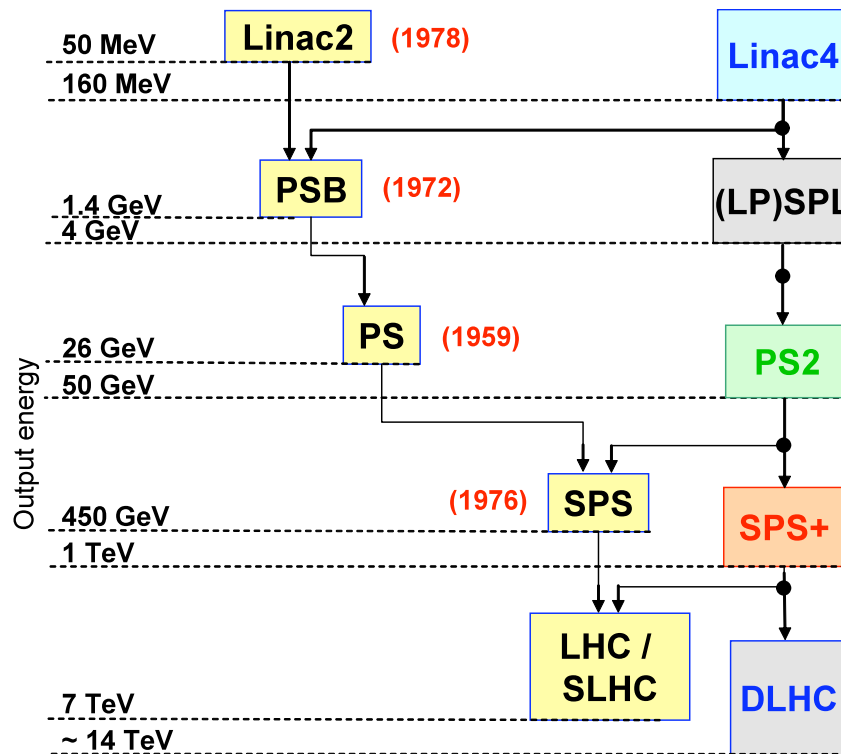 Linac2
(1978)
Linac4
50 MeV
160 MeV
PSB
(1972)
(LP)SPL
1.4 GeV
4 GeV
PS
(1959)
PS2
26 GeV
50 GeV
Output energy
SPS
(1976)
SPS+
450 GeV
1 TeV
LHC /
SLHC
DLHC
7 TeV
~ 14 TeV